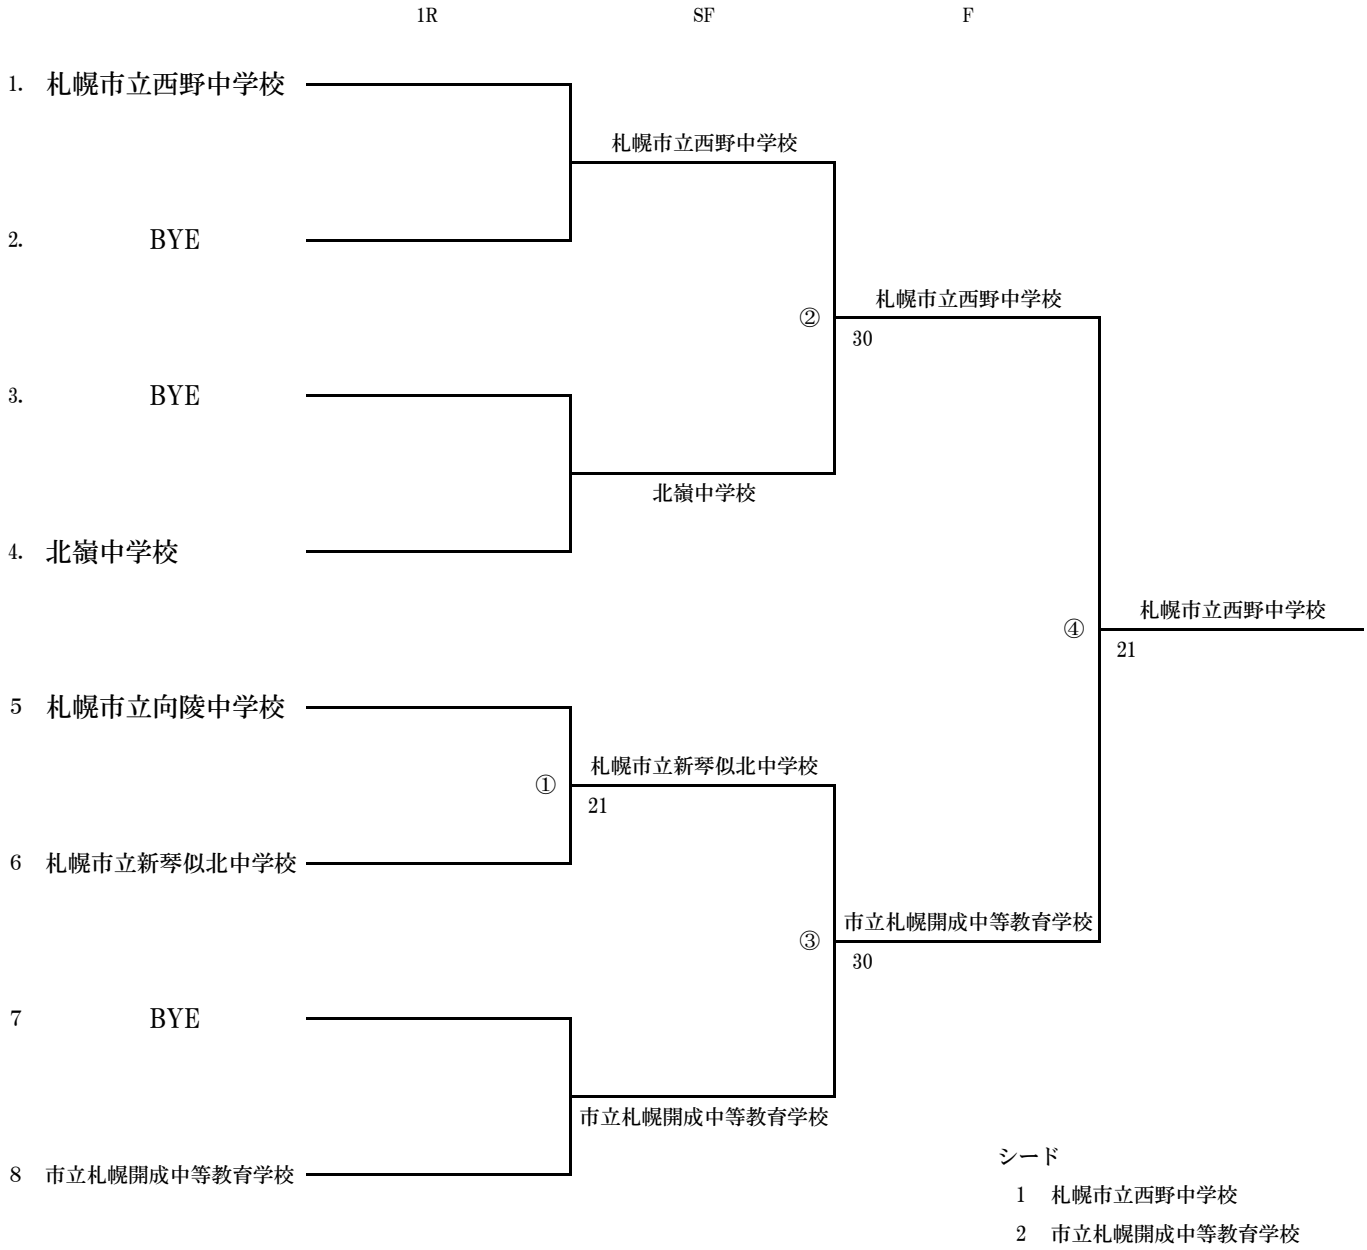 1R SF F
1. 札幌市立西野中学校
札幌市立西野中学校
2. BYE
札幌市立西野中学校
②
30
3. BYE
北嶺中学校
4. 北嶺中学校
札幌市立西野中学校
④
21
5 札幌市立向陵中学校
札幌市立新琴似北中学校
①
21
6 札幌市立新琴似北中学校
市立札幌開成中等教育学校
③
30
7 BYE
市立札幌開成中等教育学校
8 市立札幌開成中等教育学校
シード
1 札幌市立西野中学校
2 市立札幌開成中等教育学校